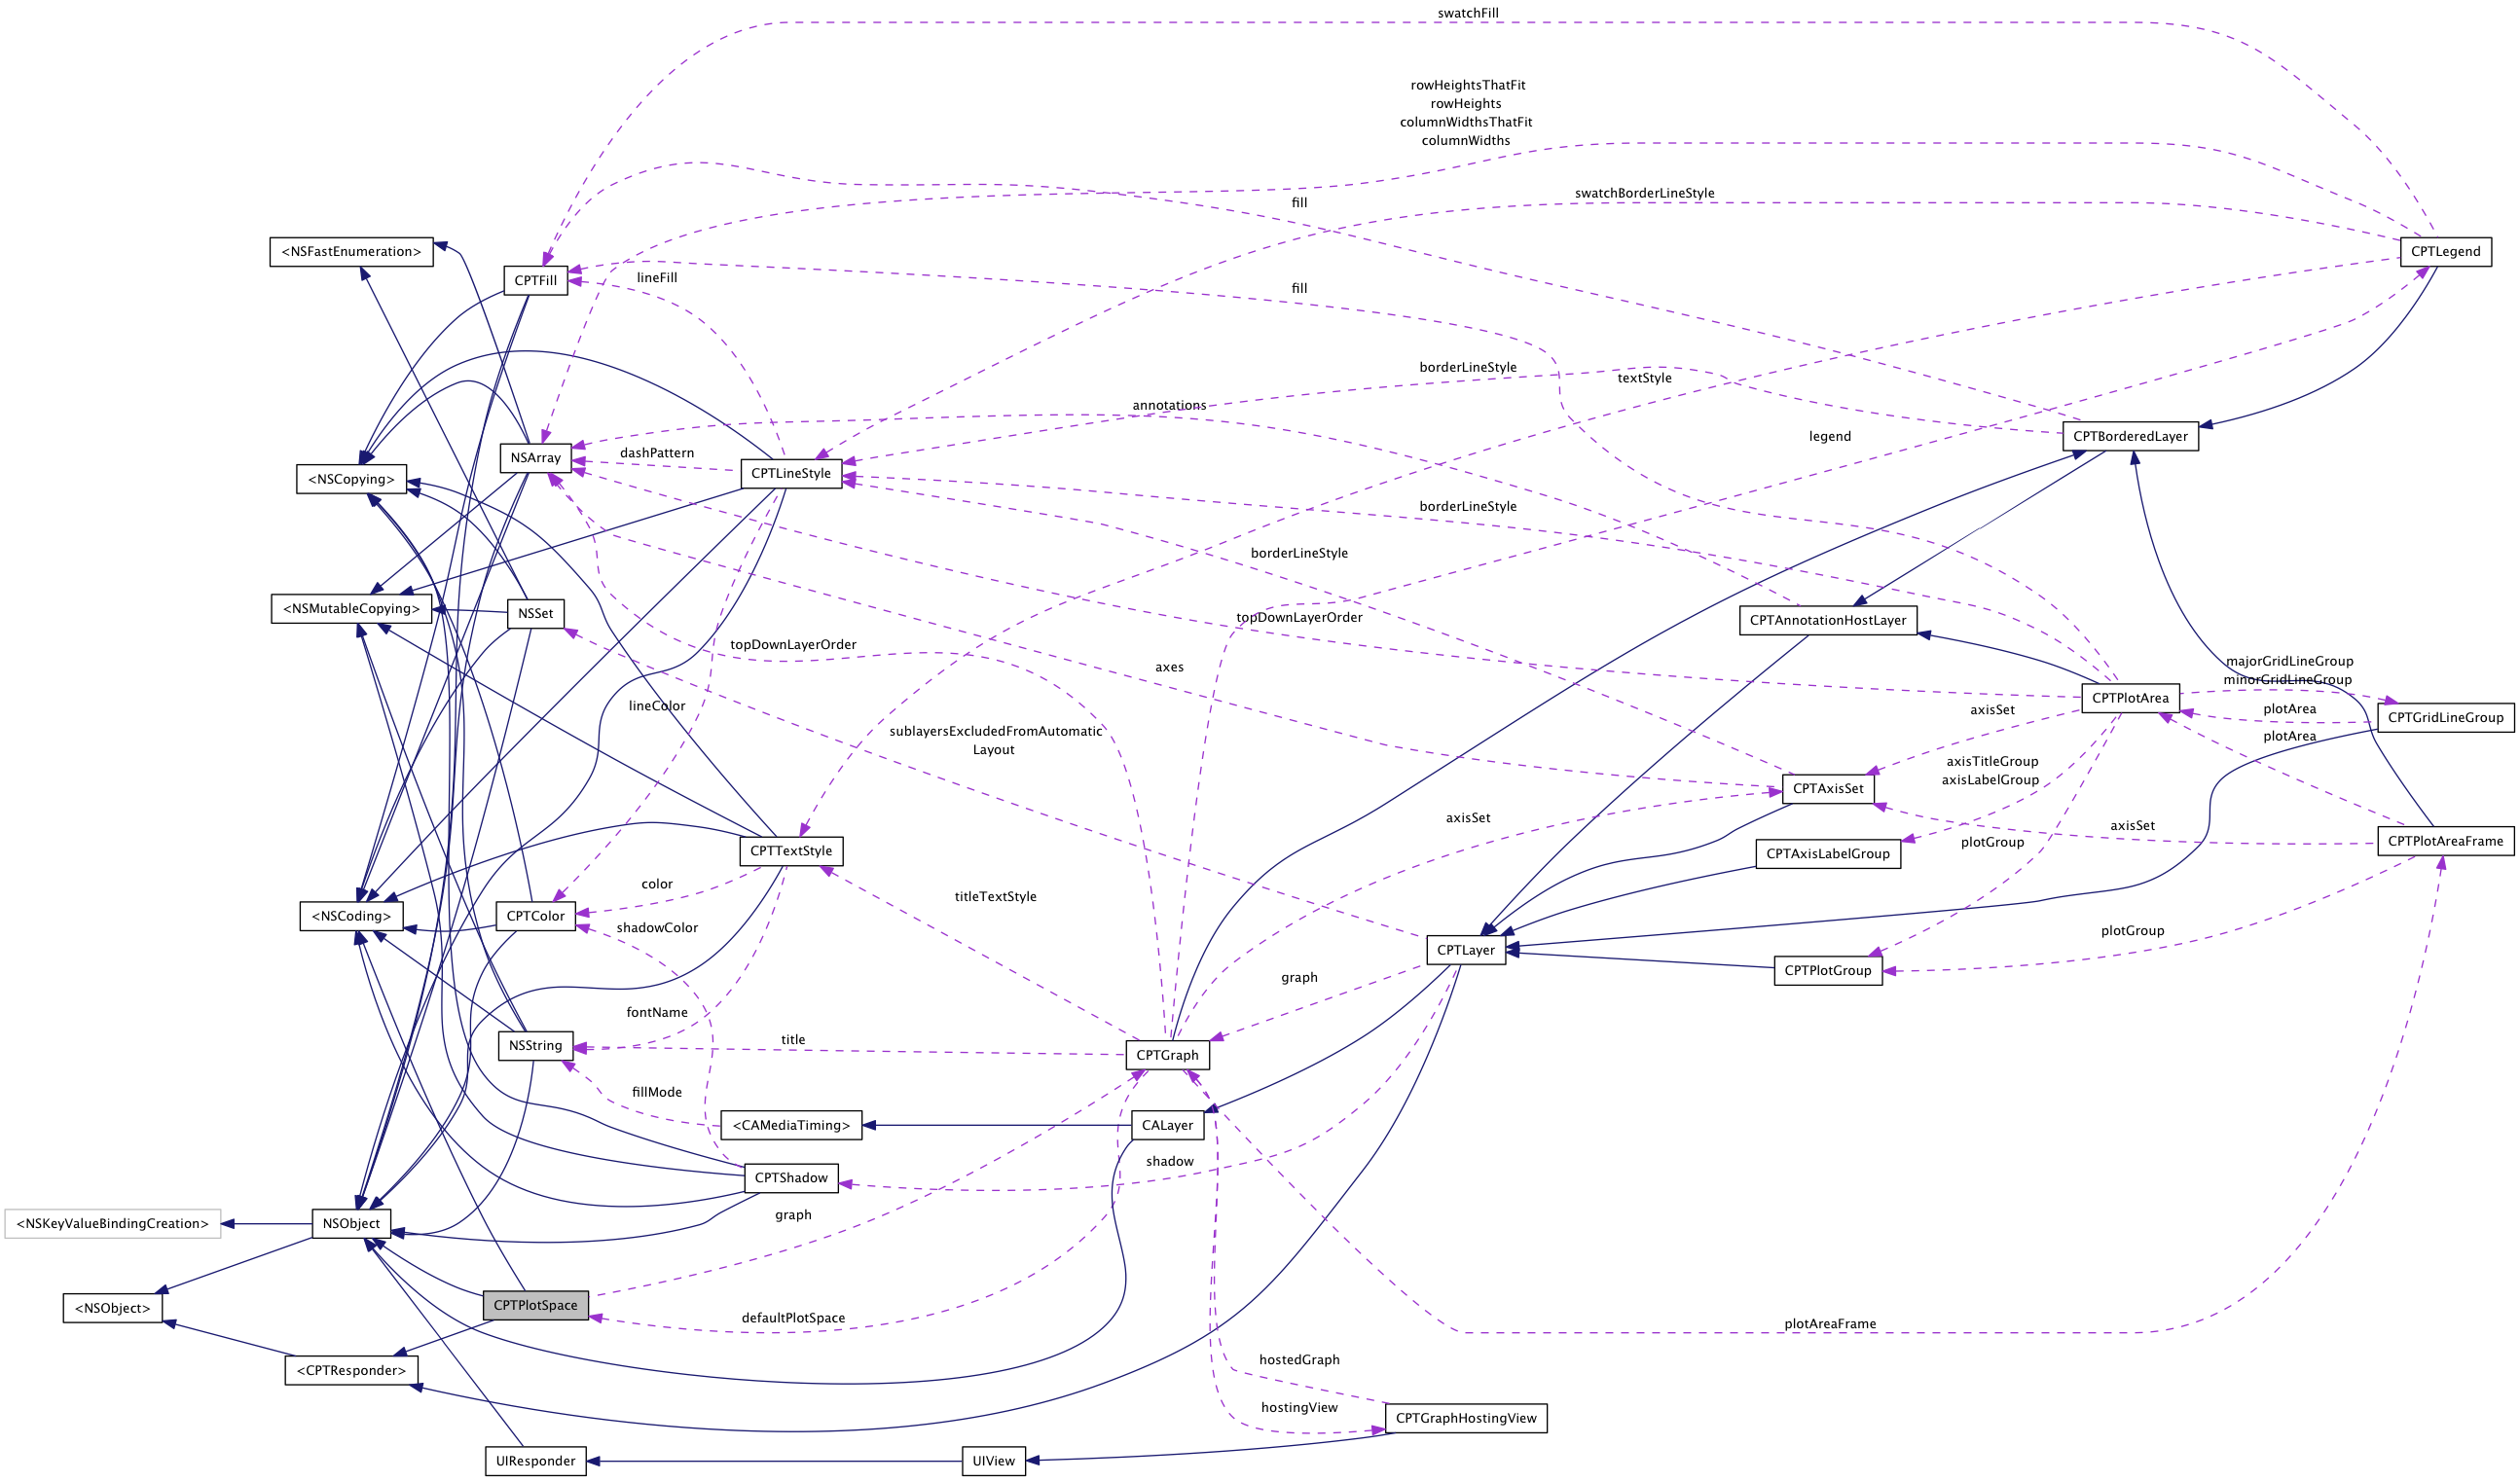 swatchFill
rowHeightsThatFit
rowHeights
columnWidthsThatFit
columnWidths
swatchBorderLineStyle
fill
<NSFastEnumeration>
CPTLegend
CPTFill
lineFill
fill
borderLineStyle
textStyle
annotations
legend
CPTBorderedLayer
NSArray
dashPattern
CPTLineStyle
<NSCopying>
borderLineStyle
borderLineStyle
<NSMutableCopying>
NSSet
topDownLayerOrder
CPTAnnotationHostLayer
topDownLayerOrder
axes
majorGridLineGroup
minorGridLineGroup
CPTPlotArea
lineColor
axisSet
plotArea
CPTGridLineGroup
sublayersExcludedFromAutomatic
Layout
plotArea
axisTitleGroup
axisLabelGroup
CPTAxisSet
axisSet
axisSet
CPTPlotAreaFrame
CPTTextStyle
CPTAxisLabelGroup
plotGroup
color
titleTextStyle
<NSCoding>
CPTColor
shadowColor
plotGroup
CPTLayer
CPTPlotGroup
graph
fontName
NSString
title
CPTGraph
fillMode
<CAMediaTiming>
CALayer
shadow
CPTShadow
<NSKeyValueBindingCreation>
NSObject
graph
<NSObject>
CPTPlotSpace
defaultPlotSpace
plotAreaFrame
<CPTResponder>
hostedGraph
hostingView
CPTGraphHostingView
UIResponder
UIView